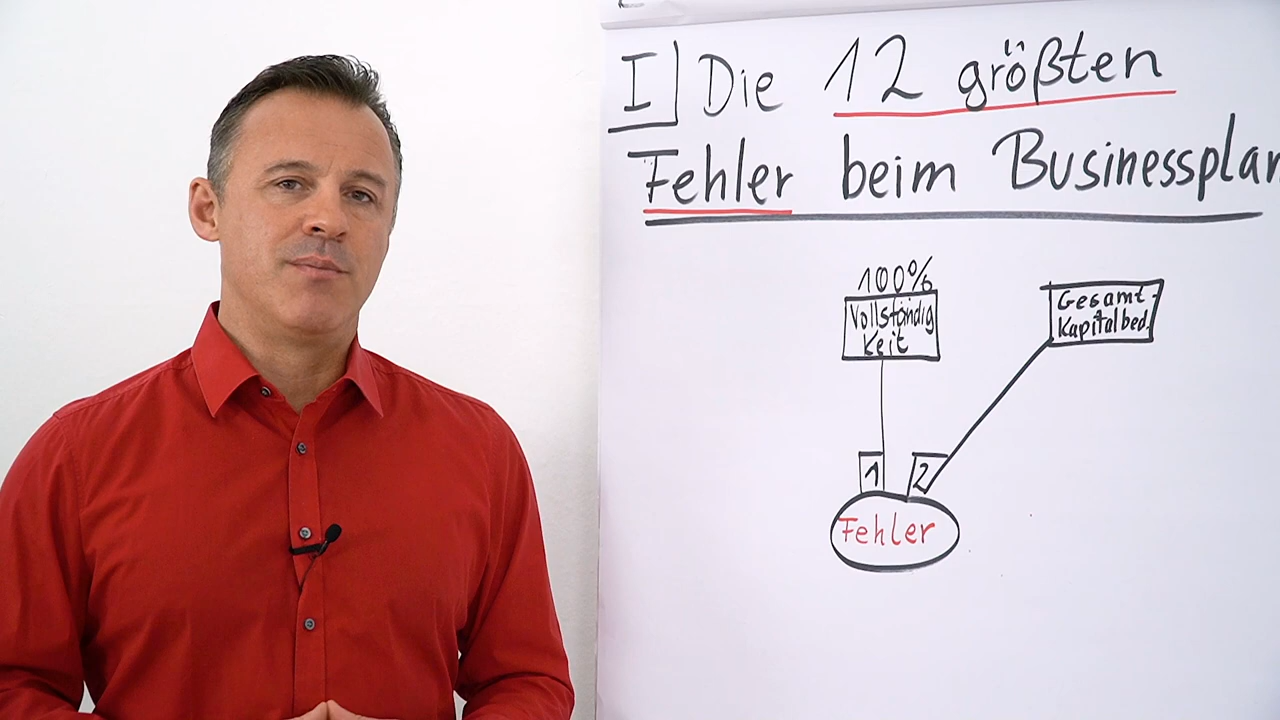 I Die 12 größten
Fehler beim Businessplan
100%
Vollständig
keit
Gesamt-
Kapitalbed.
1 2
Fehler